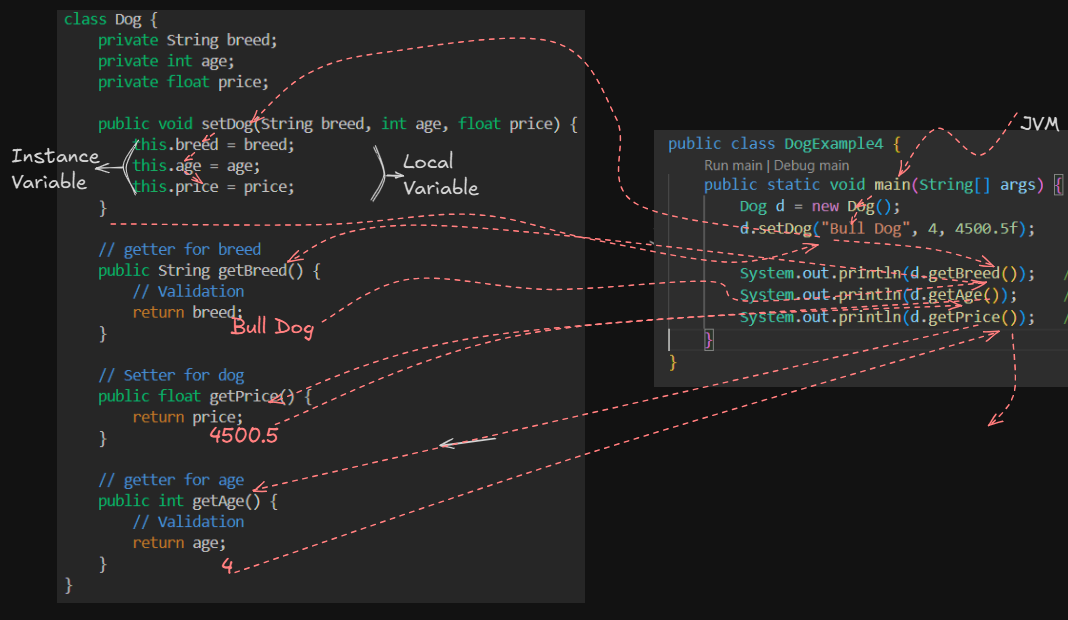 class Dog {
private String breed;
private int age;
private float price;
public void setDog(String breed, int age, float price) {
this.breed = breed;
this.age = age;
this.price = price;
}
Instance
Variable
Local
Variable
// getter for breed
public String getBreed() {
// Validation
return breed;
Bull Dog
}
// Setter for dog
public float getPrice() {
return price;
4500.5
}
// getter for age
public int getAge() {
// Validation
return age;
4
}
}
JVM
public class DogExample4 {
Run main | Debug main
public static void main(String[] args) {
Dog d = new Dog();
d.setDog("Bull Dog", 4, 4500.5f);
System.out.println(d.getBreed()); /
System.out.println(d.getAge()); /
System.out.println(d.getPrice()); /
}
}